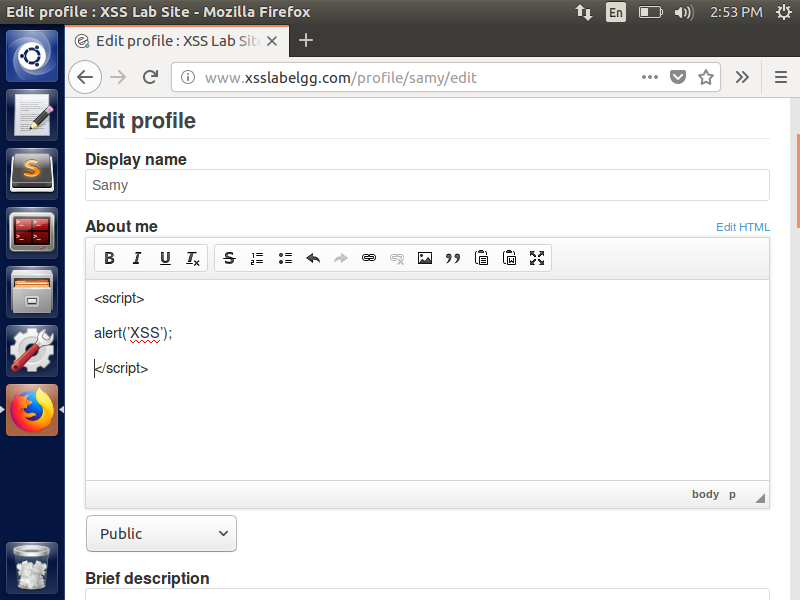 Edit profile : XSS Lab Site - Mozilla Firefox
En
2:53 PM
Edit profile : XSS Lab Site
www.xsslabelgg.com/profile/samy/edit
Edit profile
Display name
Samy
About me
Edit HTML
B I U Tx S
<script>
alert('XSS');
</script>
body p
Public
Brief description